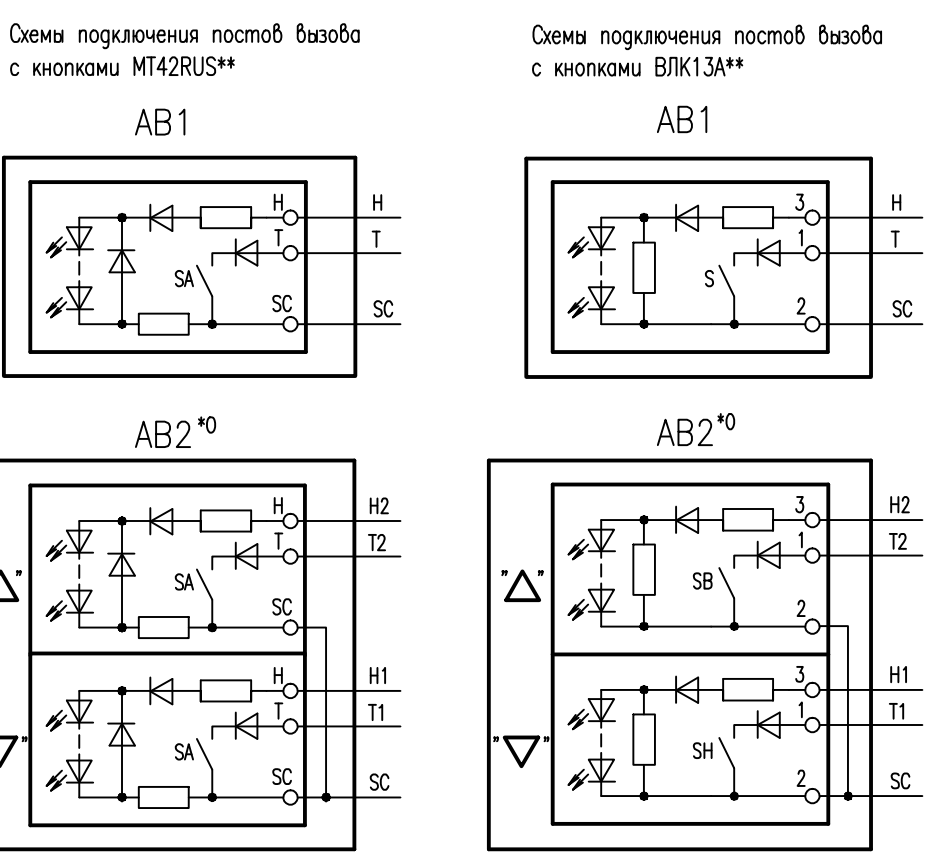 Схемы подключения постов вызова
с кнопками MT42RUS**
AB1
H
H
T
T
SA
SC
SC
AB2*0
H
H2
T
T2
SA
SC
"
H
H1
T
T1
SA
SC
SC
"
Схемы подключения постов вызова
с кнопками ВЛК13А**
AB1
3
H
1
T
S
2
SC
AB2*0
3
H2
1
T2
" "
SB
2
3
H1
1
T1
" "
SH
2
SC